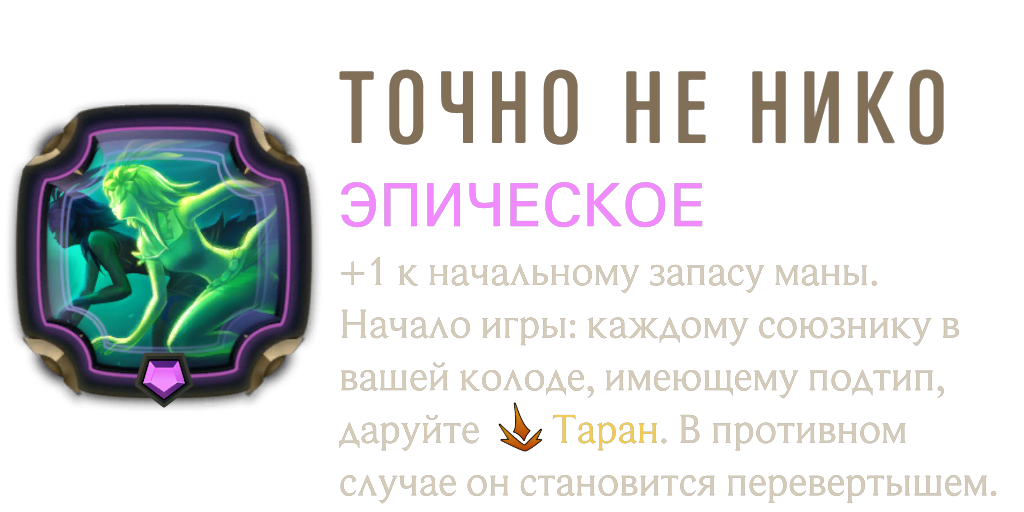 ТОЧНО НЕ НИКО
ЭПИЧЕСКОЕ
+1 к начальному запасу маны.
Начало игры: каждому союзнику в
вашей колоде, имеющему подтип,
даруйте Таран. В противном
случае он становится перевертышем.